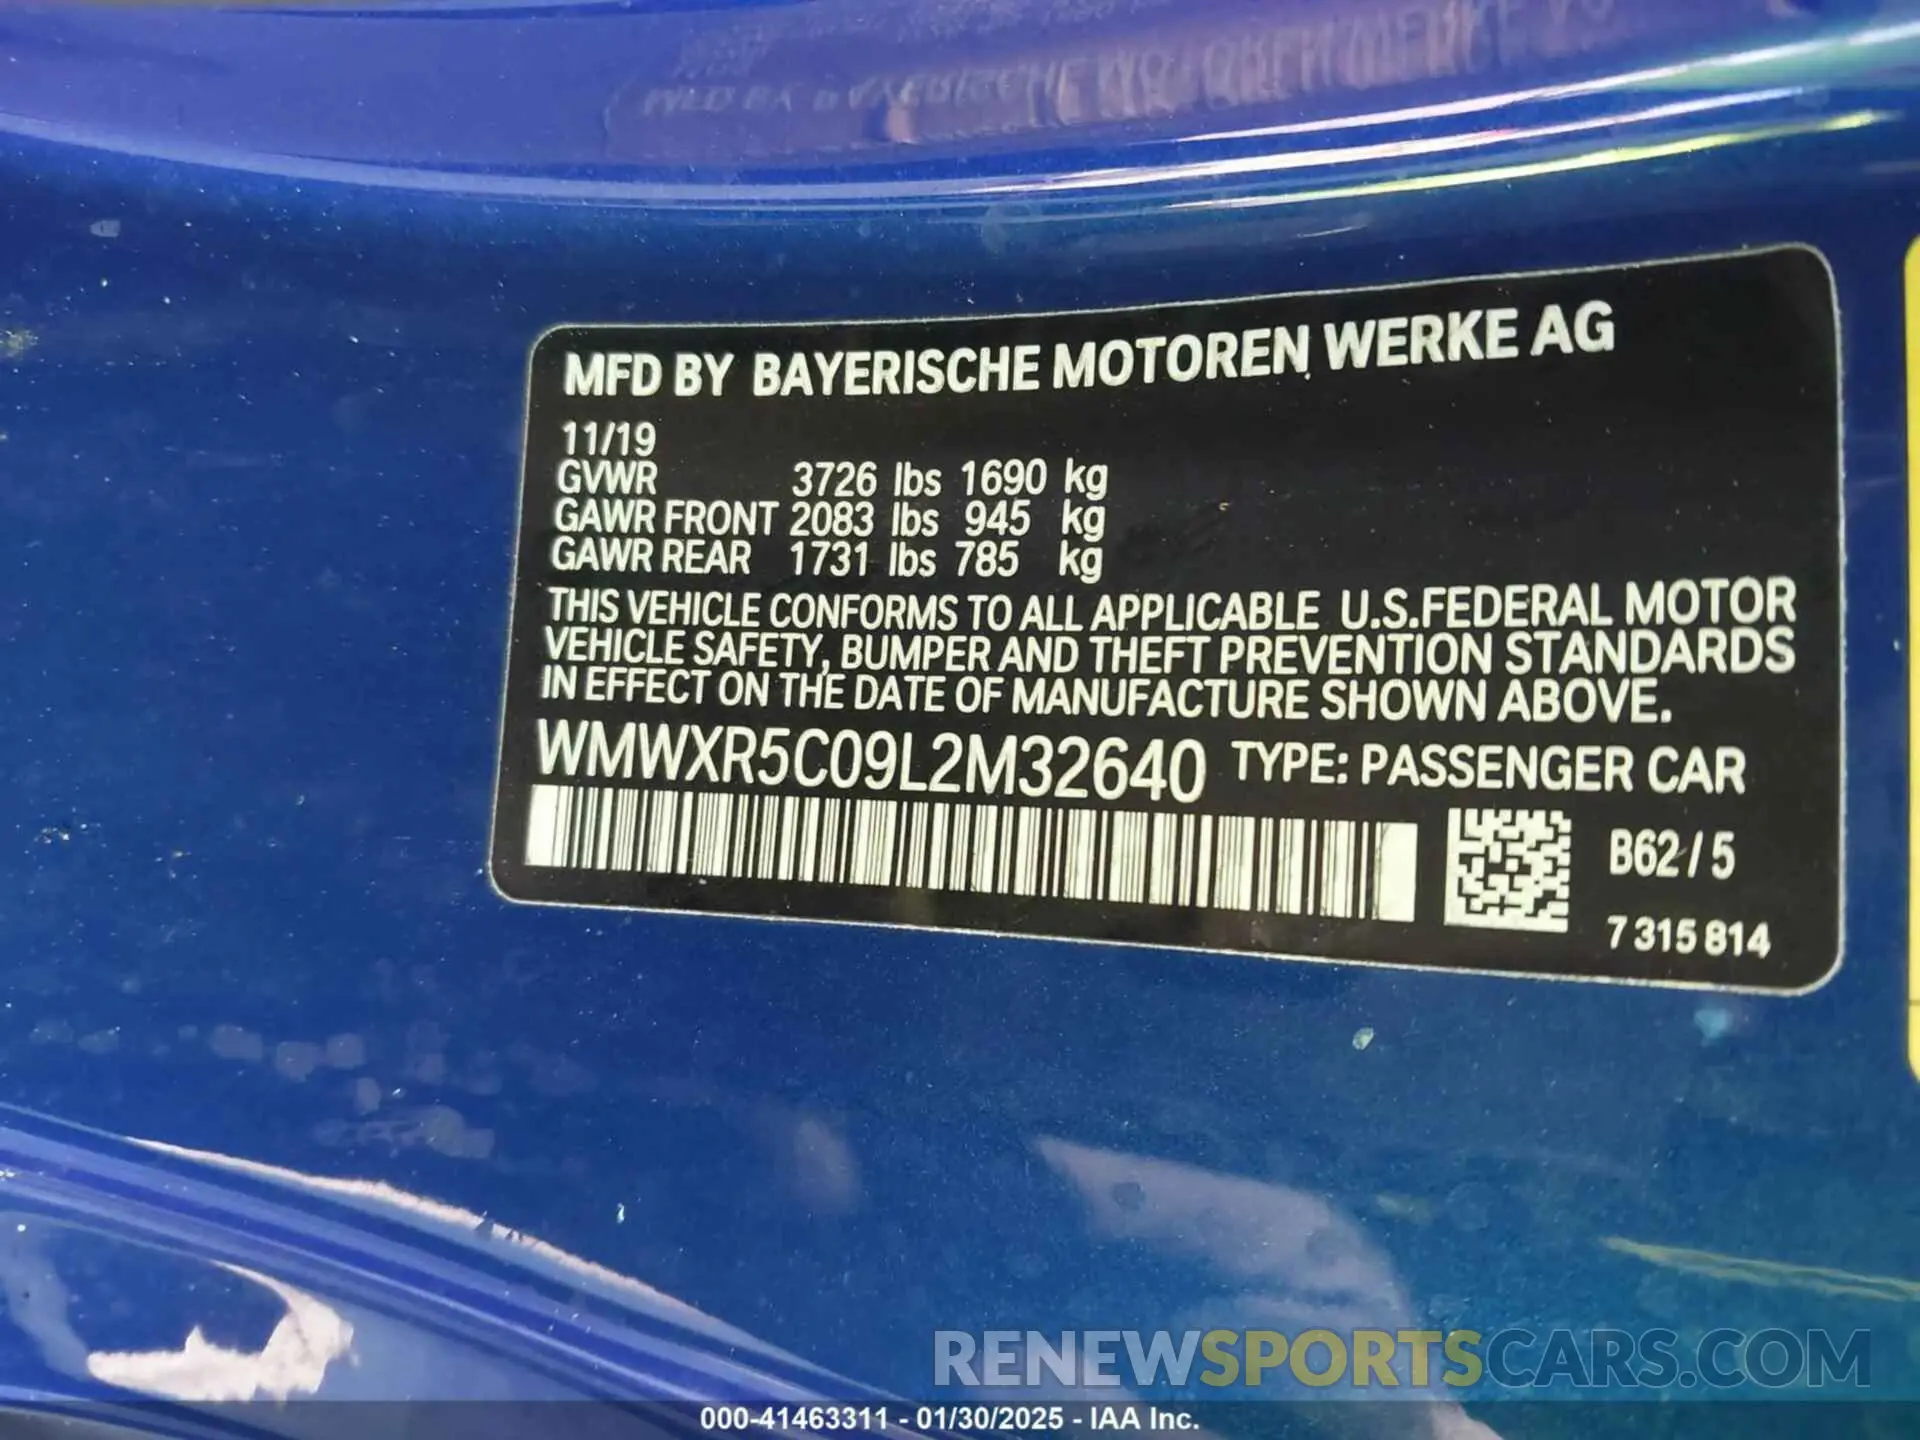 MFD BY BAYERISCHE MOTOREN WERKE AG
11/19
GVWR 3726 lbs 1690 kg
GAWR FRONT 2083 lbs 945 kg
GAWR REAR 1731 lbs 785 kg
THIS VEHICLE CONFORMS TO ALL APPLICABLE U.S.FEDERAL MOTOR
VEHICLE SAFETY, BUMPER AND THEFT PREVENTION STANDARDS
IN EFFECT ON THE DATE OF MANUFACTURE SHOWN ABOVE.
WMWXR5C09L2M32640 TYPE: PASSENGER CAR
B62 / 5
7 315 814
RENEWSPORTSCARS.COM
000-41463311 - 01/30/2025 - IAA Inc.